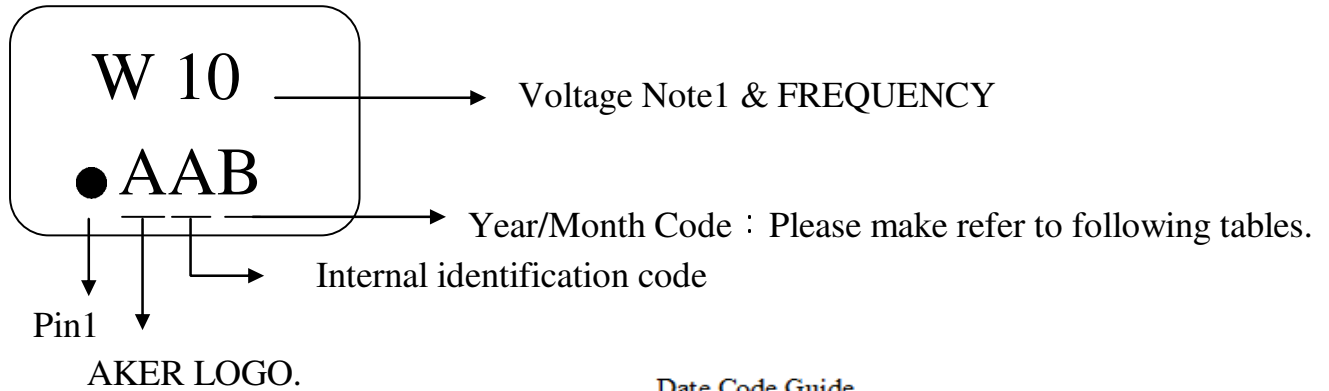 W 10
Voltage Note1 & FREQUENCY
●AAB
Year/Month Code：Please make refer to following tables.
Internal identification code
Pin1
AKER LOGO.
Date Code Guide